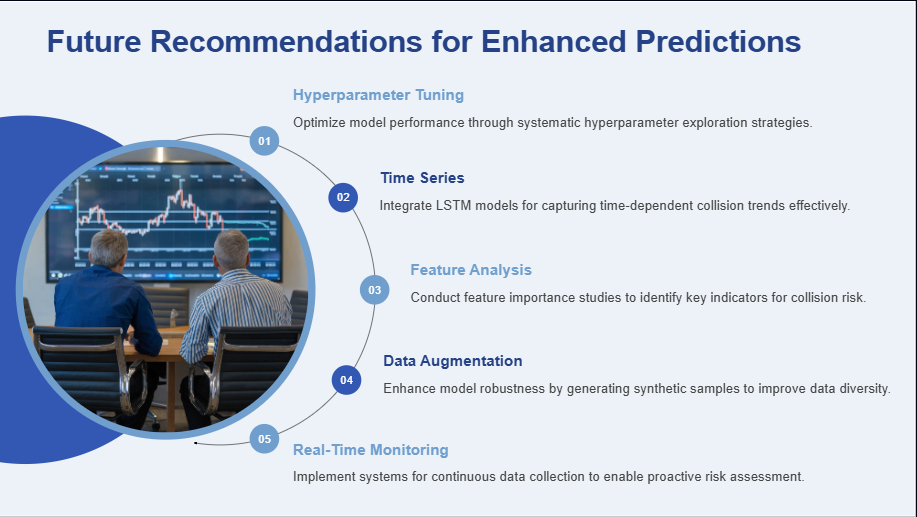 Future Recommendations for Enhanced Predictions
01
Hyperparameter Tuning
Optimize model performance through systematic hyperparameter exploration strategies.
02
Time Series
Integrate LSTM models for capturing time-dependent collision trends effectively.
03
Feature Analysis
Conduct feature importance studies to identify key indicators for collision risk.
04
Data Augmentation
Enhance model robustness by generating synthetic samples to improve data diversity.
05
Real-Time Monitoring
Implement systems for continuous data collection to enable proactive risk assessment.